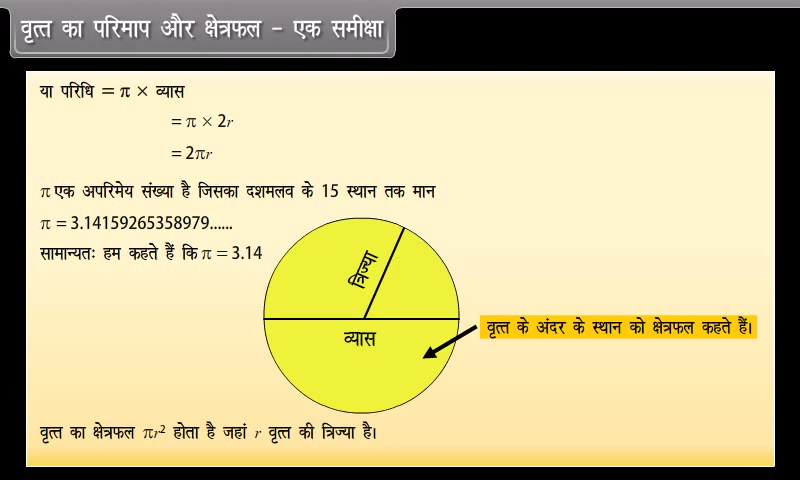 वृत्त का परिमाप और क्षेत्रफल - एक समीक्षा
या परिधि = π × व्यास
= π × 2r
= 2πr
π एक अपरिमेय संख्या है जिसका दशमलव के 15 स्थान तक मान
π = 3.14159265358979......
सामान्यतः हम कहते हैं कि π = 3.14
त्रिज्या
व्यास
वृत्त के अंदर के स्थान को क्षेत्रफल कहते हैं।
वृत्त का क्षेत्रफल πr² होता है जहां r वृत्त की त्रिज्या है।